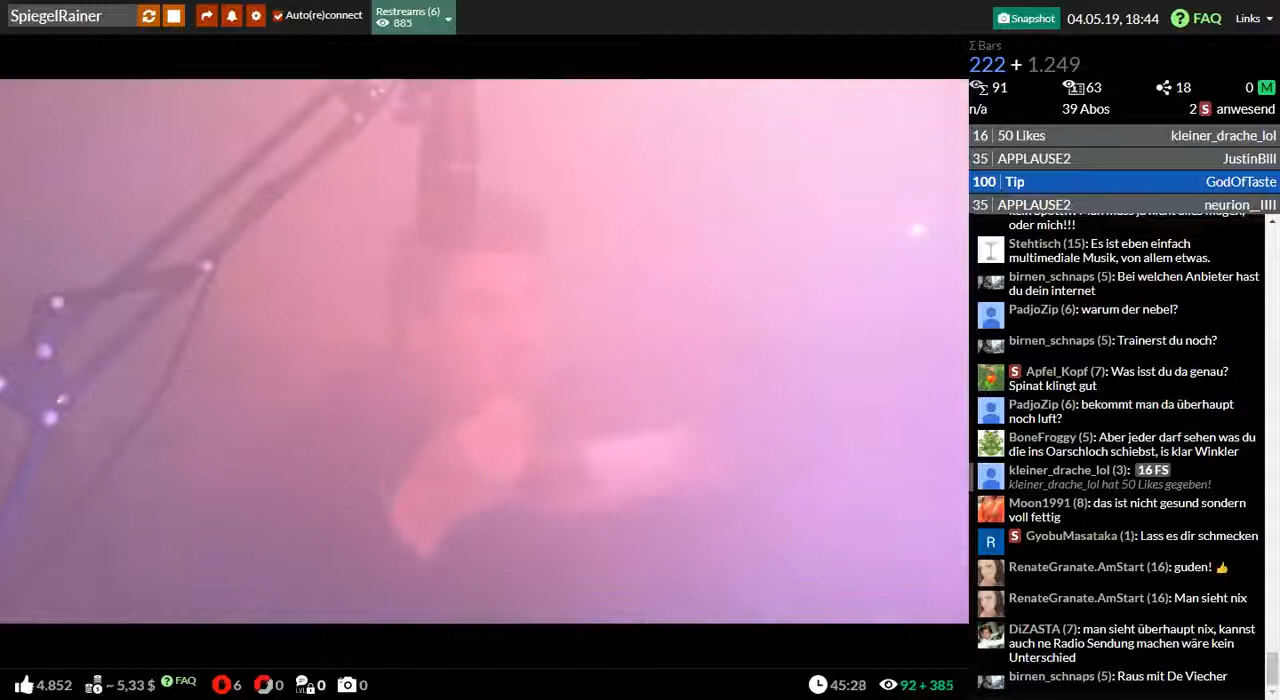 SpiegelRainer
Auto(re)connect
Restreams (6)
885
Snapshot
04.05.19, 18:44
FAQ
Links
Σ Bars
222 + 1.249
91
63
18
0 M
n/a
39 Abos
2 S anwesend
16 50 Likes kleiner_drache_lol
35 APPLAUSE2 JustinBIII
100 Tip GodOfTaste
35 APPLAUSE2 neurion__IIII
oder mich!!!
Stehtisch (15): Es ist eben einfach
multimediale Musik, von allem etwas.
birnen_schnaps (5): Bei welchen Anbieter hast
du dein internet
PadjoZip (6): warum der nebel?
birnen_schnaps (5): Trainerst du noch?
S Apfel_Kopf (7): Was isst du da genau?
Spinat klingt gut
PadjoZip (6): bekommt man da überhaupt
noch luft?
BoneFroggy (5): Aber jeder darf sehen was du
die ins Oarschloch schiebst, is klar Winkler
kleiner_drache_lol (3): 16 FS
kleiner_drache_lol hat 50 Likes gegeben!
Moon1991 (8): das ist nicht gesund sondern
voll fettig
R S GyobuMasataka (1): Lass es dir schmecken
RenateGranate.AmStart (16): guden! 👍
RenateGranate.AmStart (16): Man sieht nix
DiZASTA (7): man sieht überhaupt nix, kannst
auch ne Radio Sendung machen wäre kein
Unterschied
birnen_schnaps (5): Raus mit De Viecher
4.852
~ 5,33 $
FAQ
6
0
0
0
45:28
92 + 385